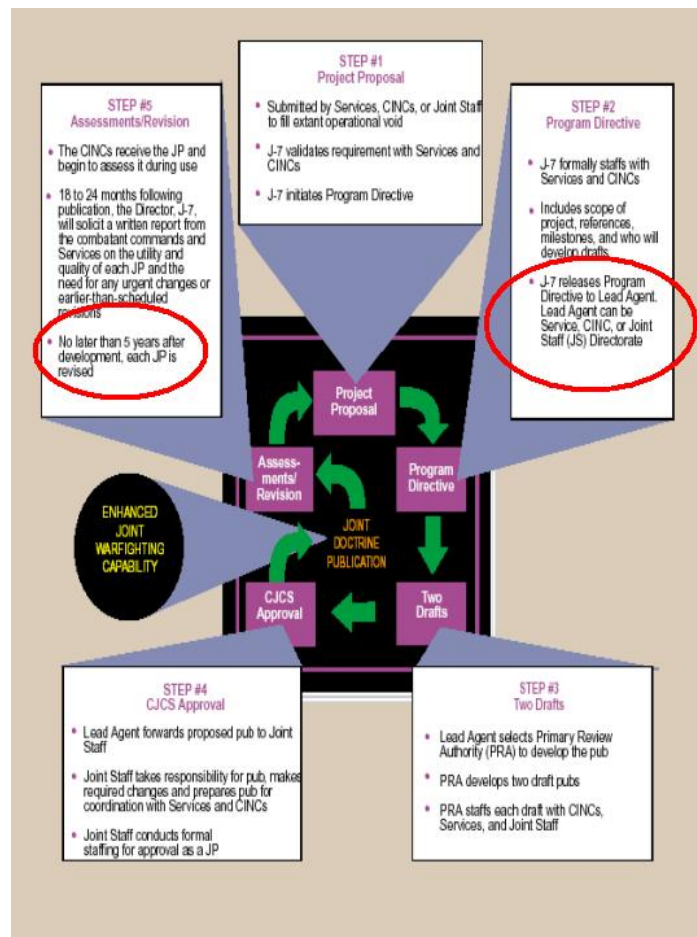 STEP #1
Project Proposal
• Submitted by Services, CINCs, or Joint Staff
to fill extant operational void
• J-7 validates requirement with Services and
CINCs
• J-7 initiates Program Directive
STEP #5
Assessments/Revision
• The CINCs receive the JP and
begin to assess it during use
• 18 to 24 months following
publication, the Director, J-7,
will solicit a written report from
the combatant commands and
Services on the utility and
quality of each JP and the
need for any urgent changes or
earlier-than-scheduled
revisions
• No later than 5 years after
development, each JP is
revised
STEP #2
Program Directive
• J-7 formally staffs with
Services and CINCs
• Includes scope of
project, references,
milestones, and who will
develop drafts
• J-7 releases Program
Directive to Lead Agent.
Lead Agent can be
Service, CINC, or Joint
Staff (JS) Directorate
Project
Proposal
Assess-
ments/
Revision
Program
Directive
ENHANCED
JOINT
WARFIGHTING
CAPABILITY
JOINT
DOCTRINE
PUBLICATION
CJCS
Approval
Two
Drafts
STEP #4
CJCS Approval
• Lead Agent forwards proposed pub to Joint
Staff
• Joint Staff takes responsibility for pub, makes
required changes and prepares pub for
coordination with Services and CINCs
• Joint Staff conducts formal
staffing for approval as a JP
STEP #3
Two Drafts
• Lead Agent selects Primary Review
Authority (PRA) to develop the pub
• PRA develops two draft pubs
• PRA staffs each draft with CINCs,
Services, and Joint Staff